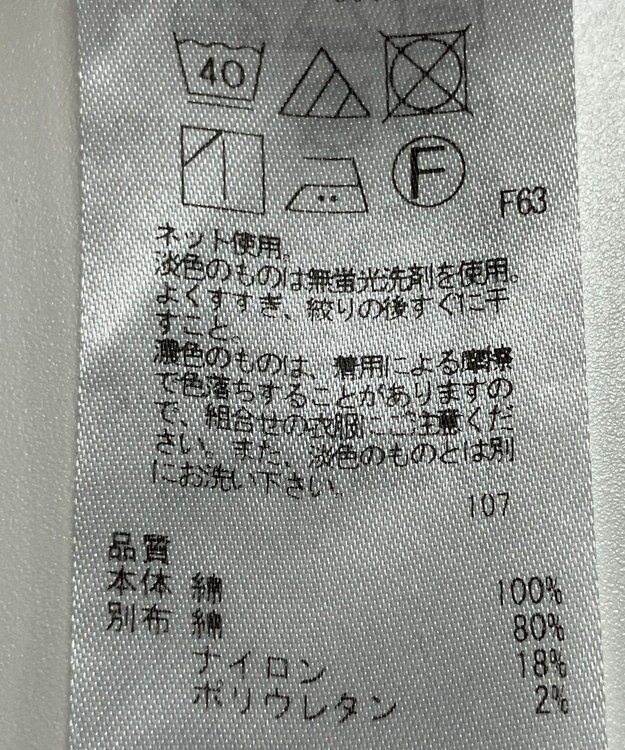 40
F
F63
ネット使用。
淡色のものは無蛍光洗剤を使用。
よくすすぎ、絞りの後すぐに干
すこと。
濃色のものは、着用による摩擦
で色落ちすることがありますの
で、組合せの衣服にご注意くだ
さい。また、淡色のものとは別
にお洗い下さい。
107
品質
本体 綿 100%
別布 綿 80%
ナイロン 18%
ポリウレタン 2%